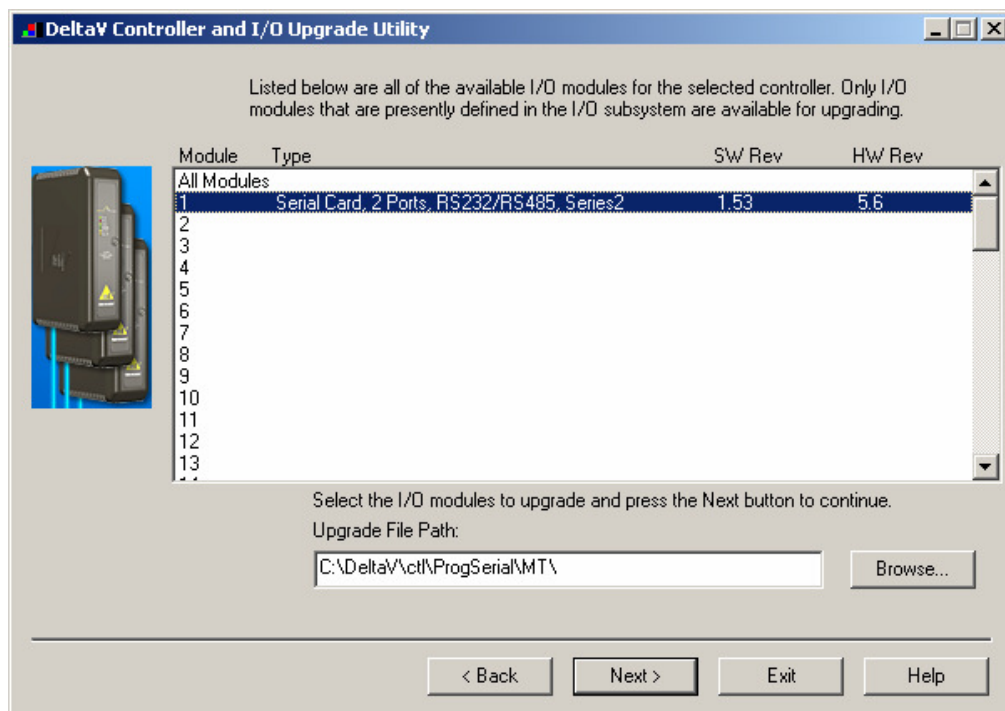 DeltaV Controller and I/O Upgrade Utility
Listed below are all of the available I/O modules for the selected controller. Only I/O
modules that are presently defined in the I/O subsystem are available for upgrading.
Module Type SW Rev HW Rev
All Modules
1 Serial Card, 2 Ports, RS232/RS485, Series2 1.53 5.6
2
3
4
5
6
7
8
9
10
11
12
13
Select the I/O modules to upgrade and press the Next button to continue.
Upgrade File Path:
C:\DeltaV\ctl\ProgSerial\MT\
Browse...
< Back Next > Exit Help